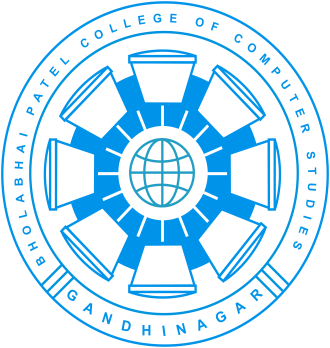 BHOLABHAI PATEL COLLEGE OF COMPUTER STUDIES
GANDHINAGAR